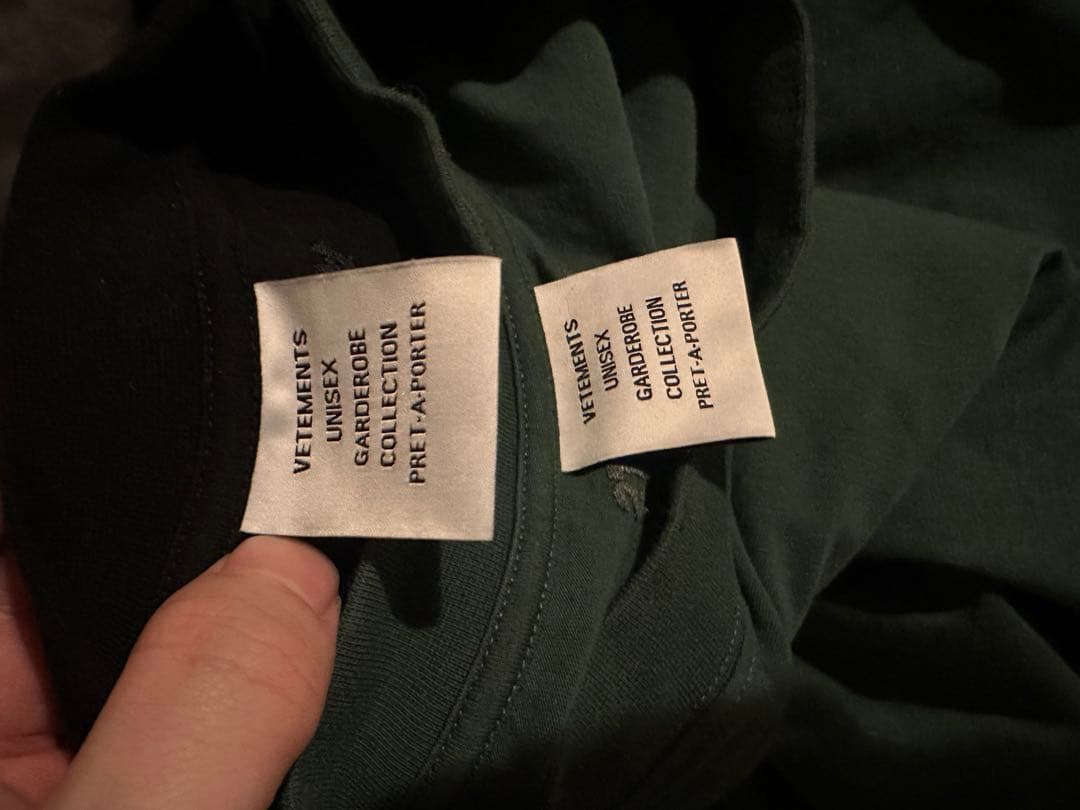 VETEMENTS
UNISEX
GARDEROBE
COLLECTION
PRET-A-PORTER
VETEMENTS
UNISEX
GARDEROBE
COLLECTION
PRET-A-PORTER